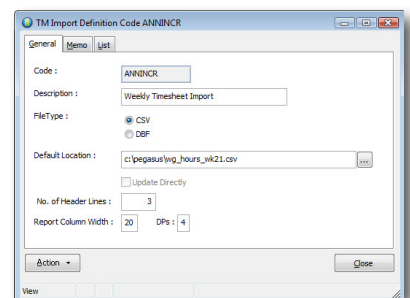 TM Import Definition Code ANNINCR
General Memo List
Code : ANNINCR
Description : Weekly Timesheet Import
FileType : CSV
DBF
Default Location : c:\pegasus\wg_hours_wk21.csv ...
Update Directly
No. of Header Lines : 3
Report Column Width : 20 DPs : 4
Action Close
View